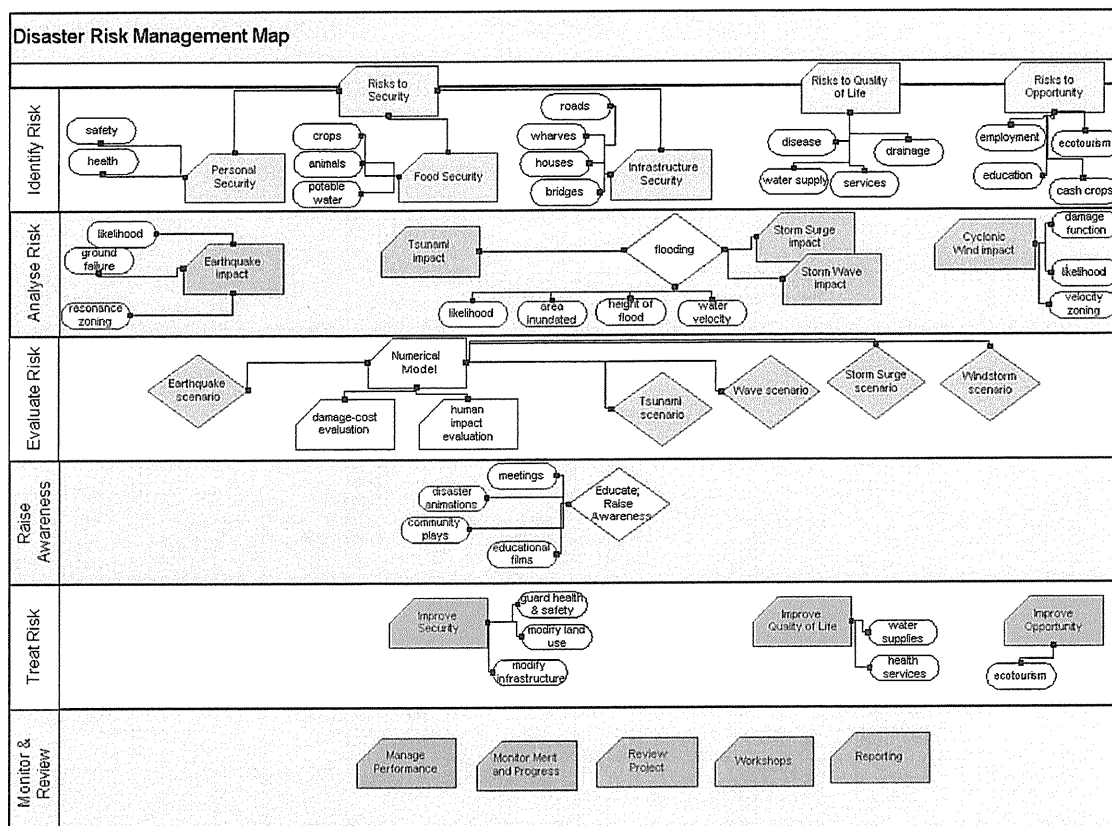 Disaster Risk Management Map
Identify Risk
Risks to
Security
Risks to Quality
of Life
Risks to
Opportunity
safety
health
Personal
Security
crops
animals
potable
water
Food Security
roads
wharves
houses
bridges
Infrastructure
Security
disease
drainage
water supply
services
employment
ecotourism
education
cash crops
Analyse Risk
likelihood
ground
failure
resonance
zoning
Earthquake
impact
Tsunami
impact
flooding
Storm Surge
impact
Storm Wave
impact
likelihood
area
inundated
height of
flood
water
velocity
Cyclonic
Wind impact
damage
function
likelihood
velocity
zoning
Evaluate Risk
Earthquake
scenario
Numerical
Model
damage-cost
evaluation
human
impact
evaluation
Tsunami
scenario
Wave scenario
Storm Surge
scenario
Windstorm
scenario
Raise
Awareness
meetings
disaster
animations
community
plays
educational
films
Educate;
Raise
Awareness
Treat Risk
Improve
Security
guard health
& safety
modify land
use
modify
infrastructure
Improve
Quality of Life
water
supplies
health
services
Improve
Opportunity
ecotourism
Monitor &
Review
Manage
Performance
Monitor Merit
and Progress
Review
Project
Workshops
Reporting